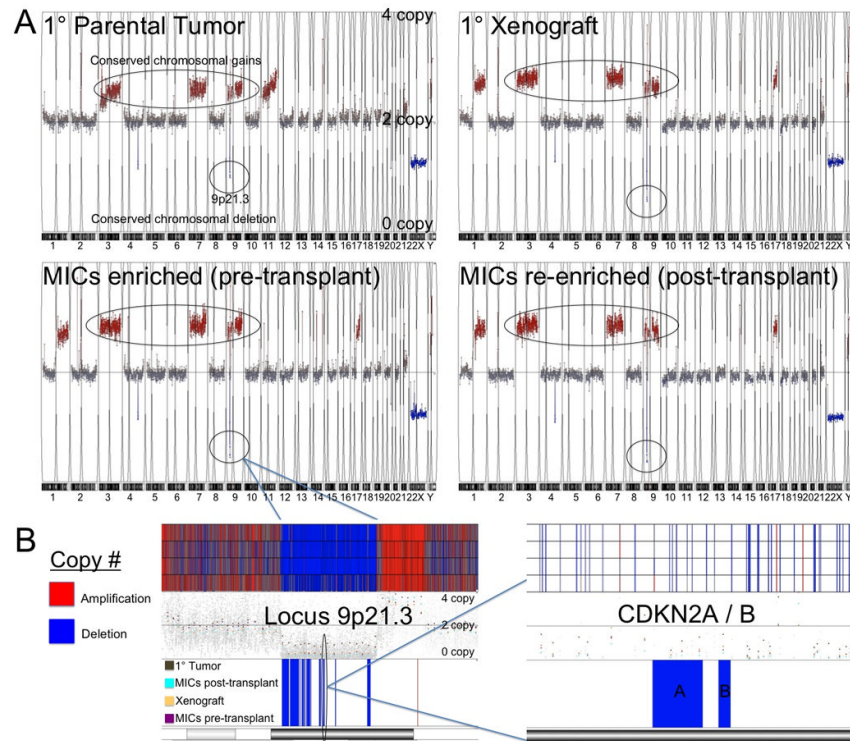 A
1° Parental Tumor
4 copy
Conserved chromosomal gains
2 copy
9p21.3
Conserved chromosomal deletion
0 copy
1 2 3 4 5 6 7 8 9 10 11 12 13 14 15 16 17 18 19 20 21 22 X Y
1° Xenograft
1 2 3 4 5 6 7 8 9 10 11 12 13 14 15 16 17 18 19 20 21 22 X Y
MICs enriched (pre-transplant)
1 2 3 4 5 6 7 8 9 10 11 12 13 14 15 16 17 18 19 20 21 22 X Y
MICs re-enriched (post-transplant)
1 2 3 4 5 6 7 8 9 10 11 12 13 14 15 16 17 18 19 20 21 22 X Y
B
Copy #
Amplification
Deletion
4 copy
Locus 9p21.3
2 copy
0 copy
1° Tumor
MICs post-transplant
Xenograft
MICs pre-transplant
CDKN2A / B
A
B